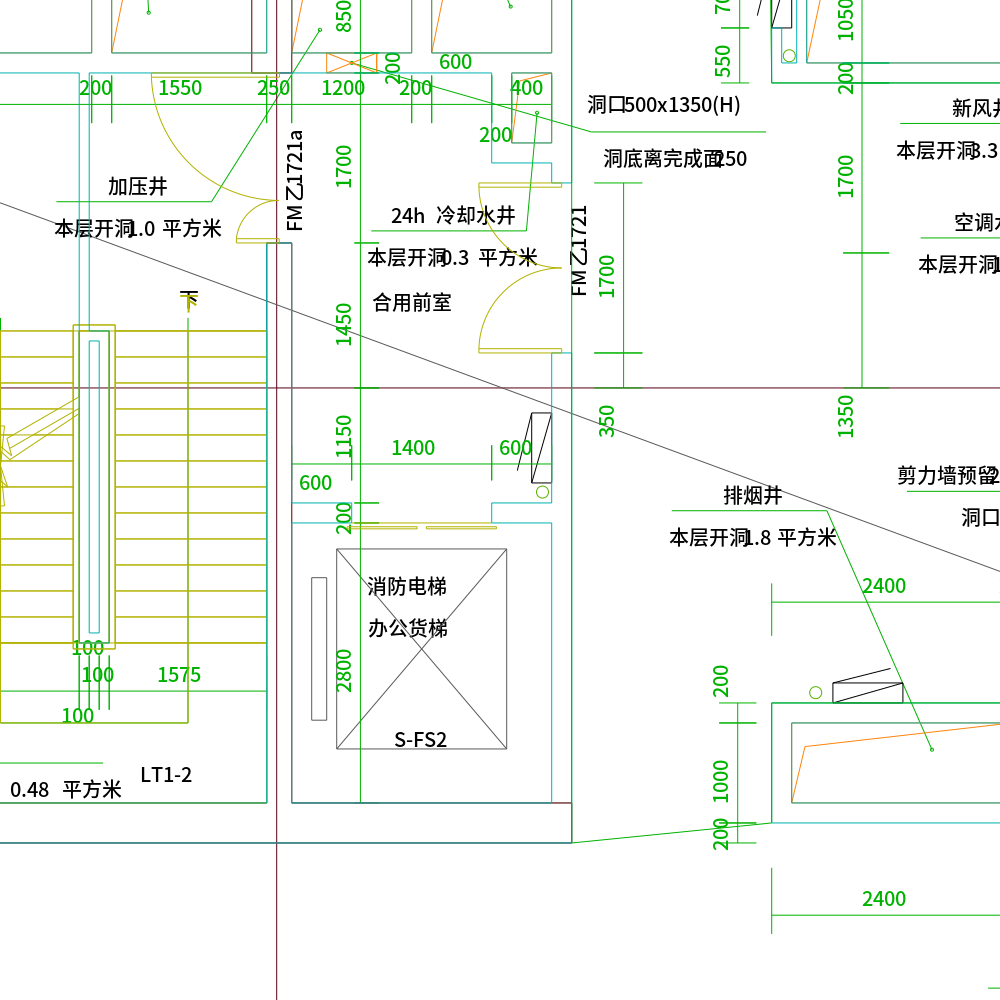 850
1050
550
200
600
200
1550
250
1200
200
400
200
洞口500x1350(H)
新风井
200
洞底离完成面250
本层开洞3.3
FM乙1721a
1700
1700
加压井
本层开洞1.0 平方米
24h 冷却水井
本层开洞0.3 平方米
合用前室
FM乙1721
1700
空调水
本层开洞1
下
1450
1150
350
1350
1400
600
600
200
剪力墙预留2
洞口
排烟井
本层开洞1.8 平方米
消防电梯
办公货梯
2800
S-FS2
2400
100
100
1575
100
200
1000
200
0.48 平方米
LT1-2
2400